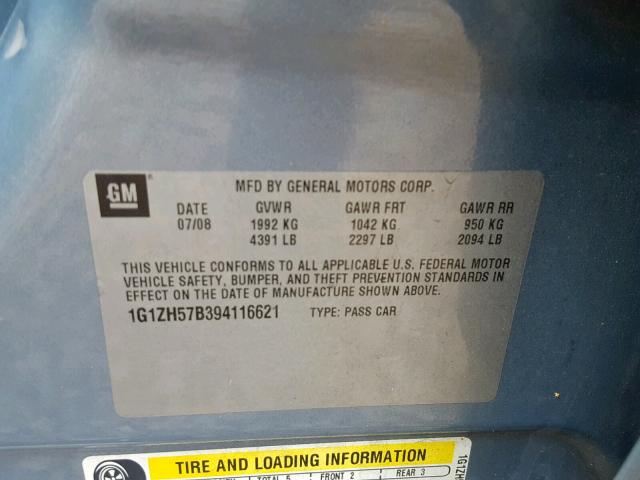 GM
MFD BY GENERAL MOTORS CORP.
DATE GVWR GAWR FRT GAWR RR
07/08 1992 KG 1042 KG 950 KG
4391 LB 2297 LB 2094 LB
THIS VEHICLE CONFORMS TO ALL APPLICABLE U.S. FEDERAL MOTOR
VEHICLE SAFETY, BUMPER, AND THEFT PREVENTION STANDARDS IN
EFFECT ON THE DATE OF MANUFACTURE SHOWN ABOVE.
1G1ZH57B394116621 TYPE: PASS CAR
TIRE AND LOADING INFORMATION
TOTAL 5 FRONT 2 REAR 3
1G1ZH